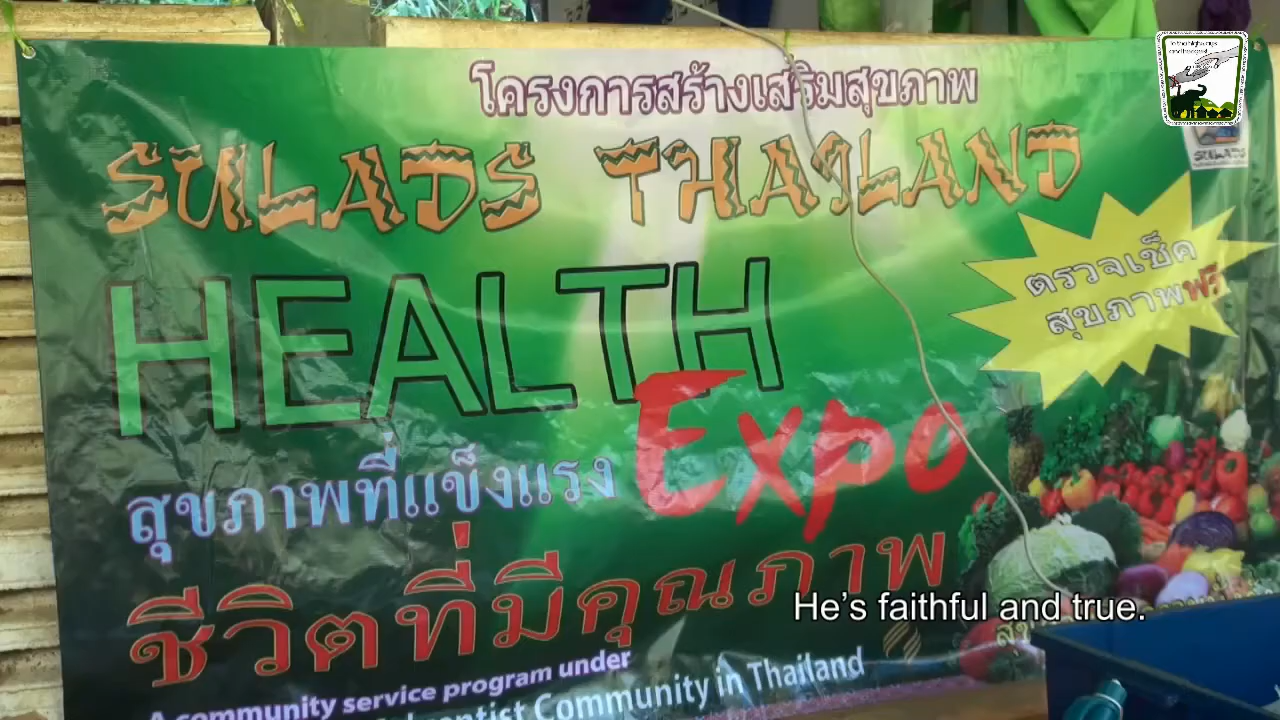 โครงการสร้างเสริมสุขภาพ
SULADS THAILAND
SULADS
HEALTH
Expo
ตรวจเช็ค
สุขภาพฟรี
สุขภาพที่แข็งแรง
ชีวิตที่มีคุณภาพ
He's faithful and true.
A community service program under
Adventist Community in Thailand